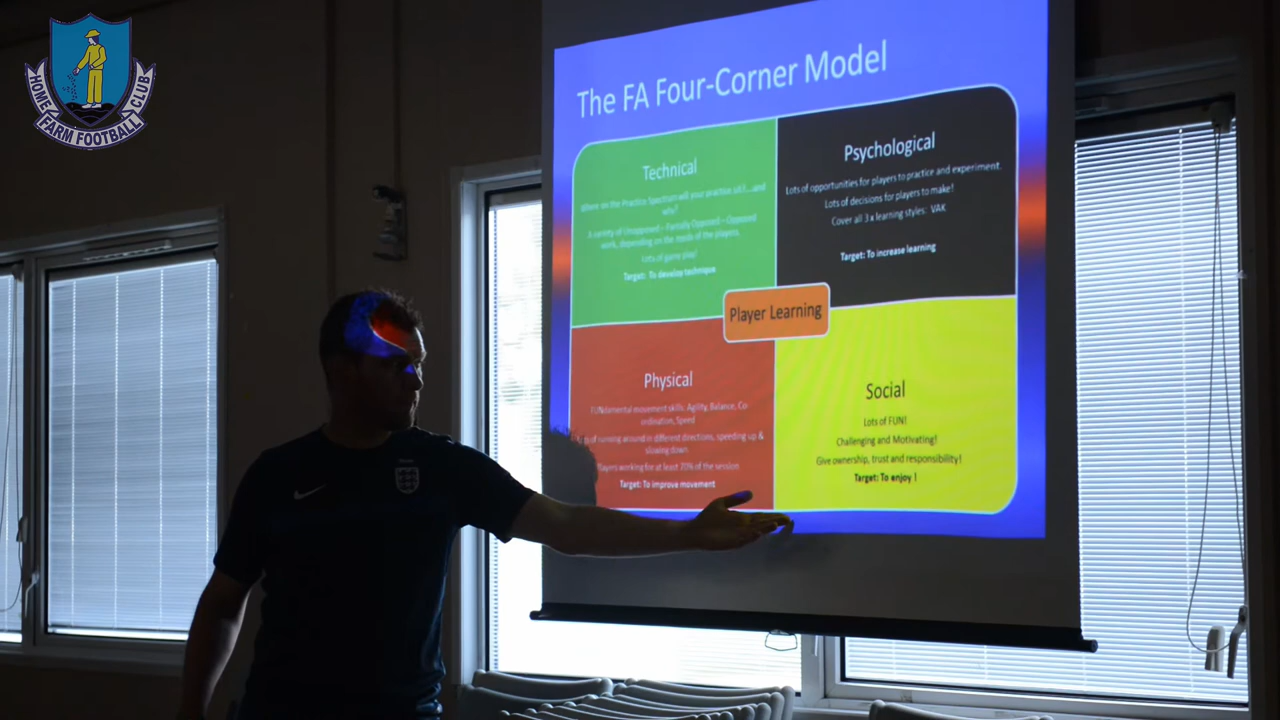 HOME FARM FOOTBALL CLUB
The FA Four-Corner Model
Technical
Where on the Practice Spectrum will your practice sit?....and
why?
A variety of Unopposed – Partially Opposed – Opposed
work, depending on the needs of the players.
Lots of game play!
Target: To develop technique
Psychological
Lots of opportunities for players to practice and experiment.
Lots of decisions for players to make!
Cover all 3 x learning styles: VAK
Target: To increase learning
Player Learning
Physical
FUNdamental movement skills: Agility, Balance, Co-
ordination, Speed
of running around in different directions, speeding up &
slowing down.
Players working for at least 70% of the session
Target: To improve movement
Social
Lots of FUN!
Challenging and Motivating!
Give ownership, trust and responsibility!
Target: To enjoy !